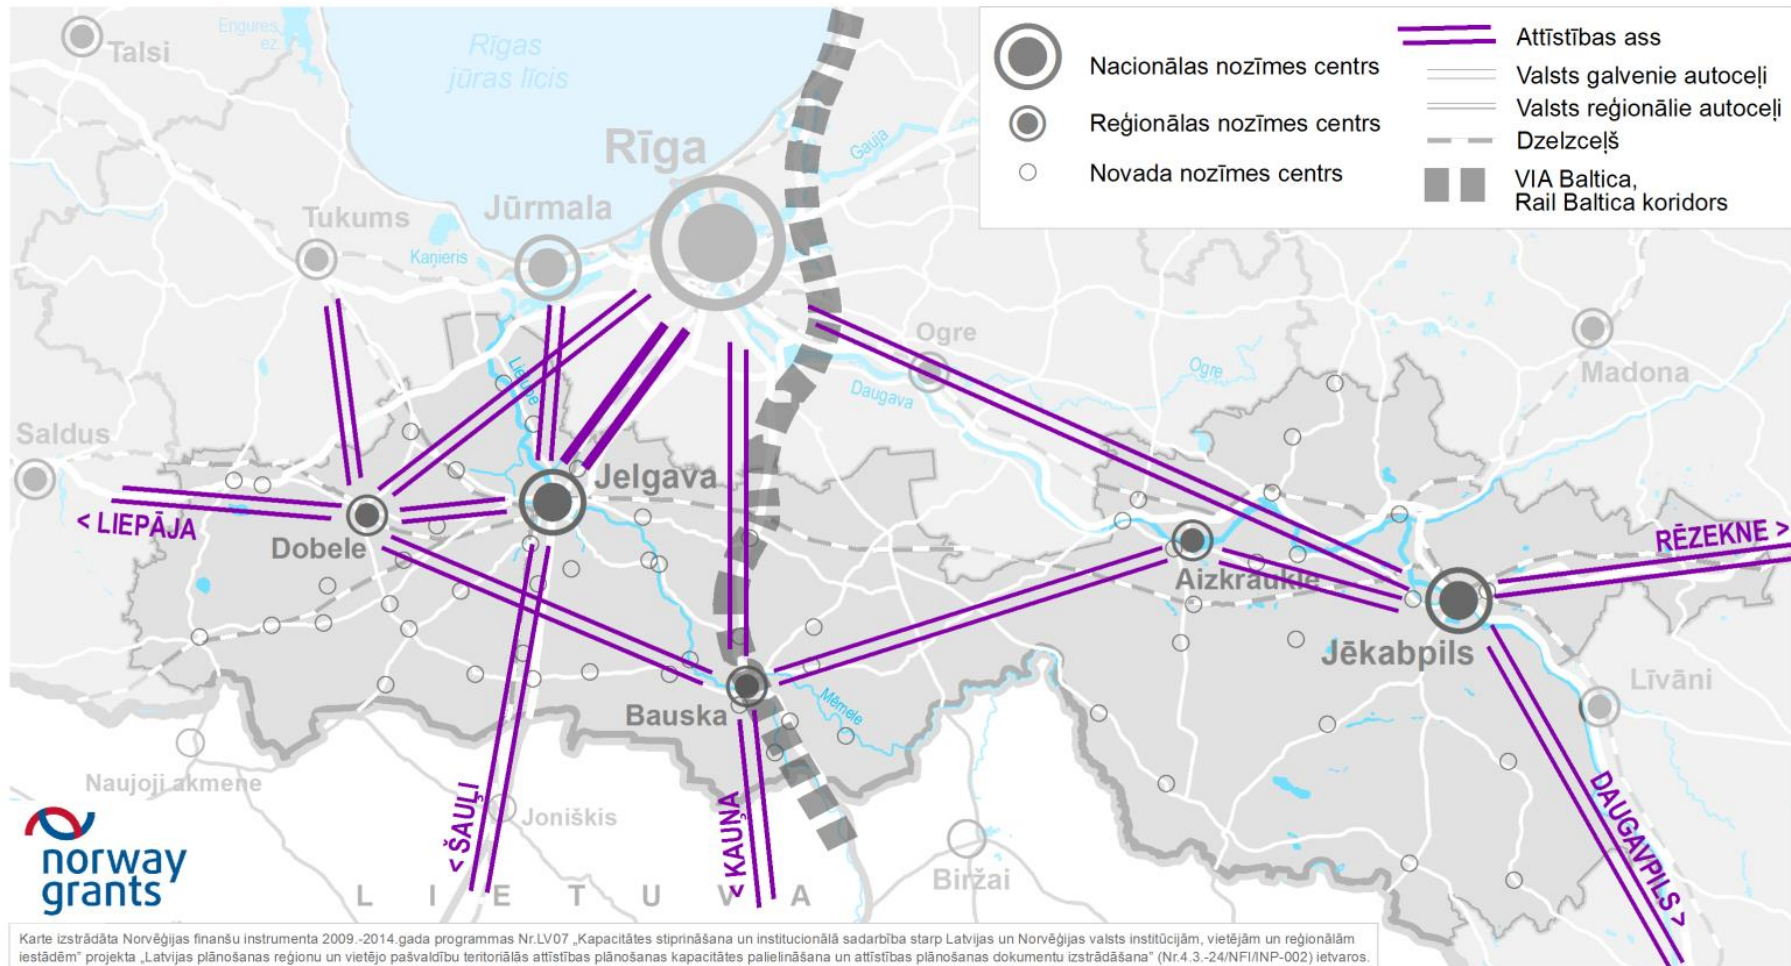 Talsi
Engures
ez.
Rīgas
jūras līcis
Rīga
Gauja
Tukums
Jūrmala
Kaņieris
Nacionālas nozīmes centrs
Reģionālas nozīmes centrs
Novada nozīmes centrs
Attīstības ass
Valsts galvenie autoceļi
Valsts reģionālie autoceļi
Dzelzceļš
VIA Baltica,
Rail Baltica koridors
Ogre
Ogre
Daugava
Madona
Lielupe
Saldus
Jelgava
< LIEPĀJA
Dobele
RĒZEKNE >
Aizkraukle
Jēkabpils
Līvāni
Bauska
Mēmele
Naujoji akmene
Joniškis
< ŠAUĻI
< KAUŅA
DAUGAVPILS >
Biržai
LIETUVA
norway
grants
Karte izstrādāta Norvēģijas finanšu instrumenta 2009.-2014.gada programmas Nr.LV07 „Kapacitātes stiprināšana un institucionālā sadarbība starp Latvijas un Norvēģijas valsts institūcijām, vietējām un reģionālām
iestādēm” projekta „Latvijas plānošanas reģionu un vietējo pašvaldību teritoriālās attīstības plānošanas kapacitātes palielināšana un attīstības plānošanas dokumentu izstrādāšana” (Nr.4.3.-24/NFI/INP-002) ietvaros.